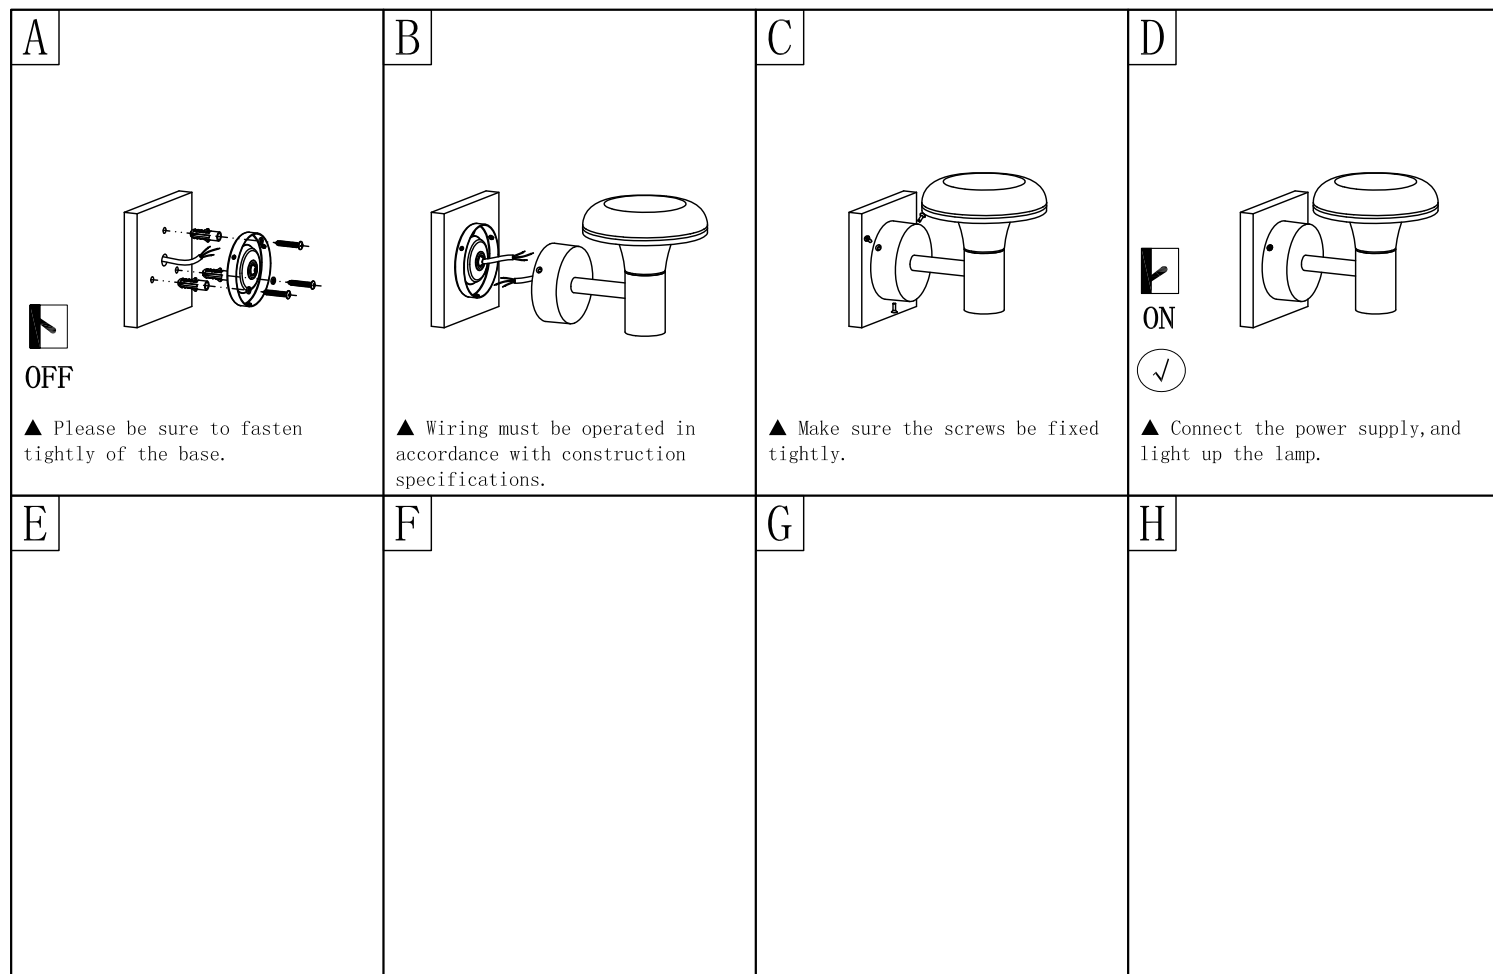 A
OFF
▲ Please be sure to fasten
tightly of the base.
B
▲ Wiring must be operated in
accordance with construction
specifications.
C
▲ Make sure the screws be fixed
tightly.
D
ON
▲ Connect the power supply,and
light up the lamp.
E
F
G
H